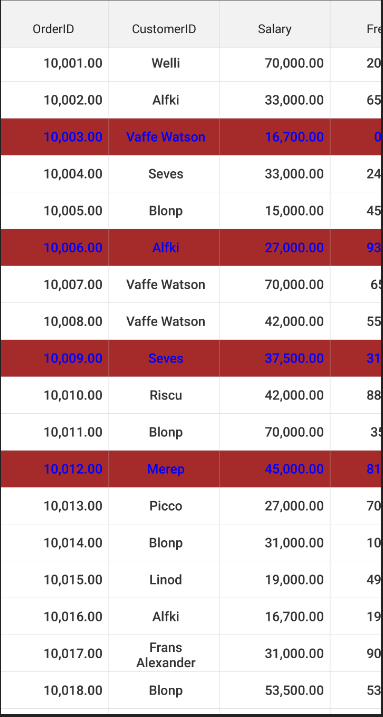 OrderID CustomerID Salary Fre
10,001.00 Welli 70,000.00 20
10,002.00 Alfki 33,000.00 65
10,003.00 Vaffe Watson 16,700.00 0
10,004.00 Seves 33,000.00 24
10,005.00 Blonp 15,000.00 45
10,006.00 Alfki 27,000.00 93
10,007.00 Vaffe Watson 70,000.00 65
10,008.00 Vaffe Watson 42,000.00 55
10,009.00 Seves 37,500.00 31
10,010.00 Riscu 42,000.00 88
10,011.00 Blonp 70,000.00 35
10,012.00 Merep 45,000.00 81
10,013.00 Picco 27,000.00 70
10,014.00 Blonp 31,000.00 10
10,015.00 Linod 19,000.00 49
10,016.00 Alfki 16,700.00 19
10,017.00 Frans
Alexander 31,000.00 90
10,018.00 Blonp 53,500.00 53